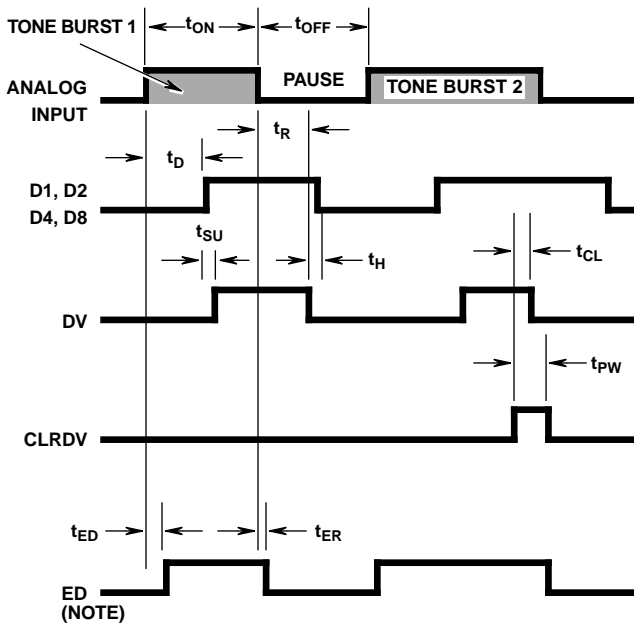 TONE BURST 1
tON
tOFF
ANALOG
INPUT
PAUSE
TONE BURST 2
tR
tD
D1, D2
D4, D8
tSU
tH
tCL
DV
tPW
CLRDV
tED
tER
ED
(NOTE)